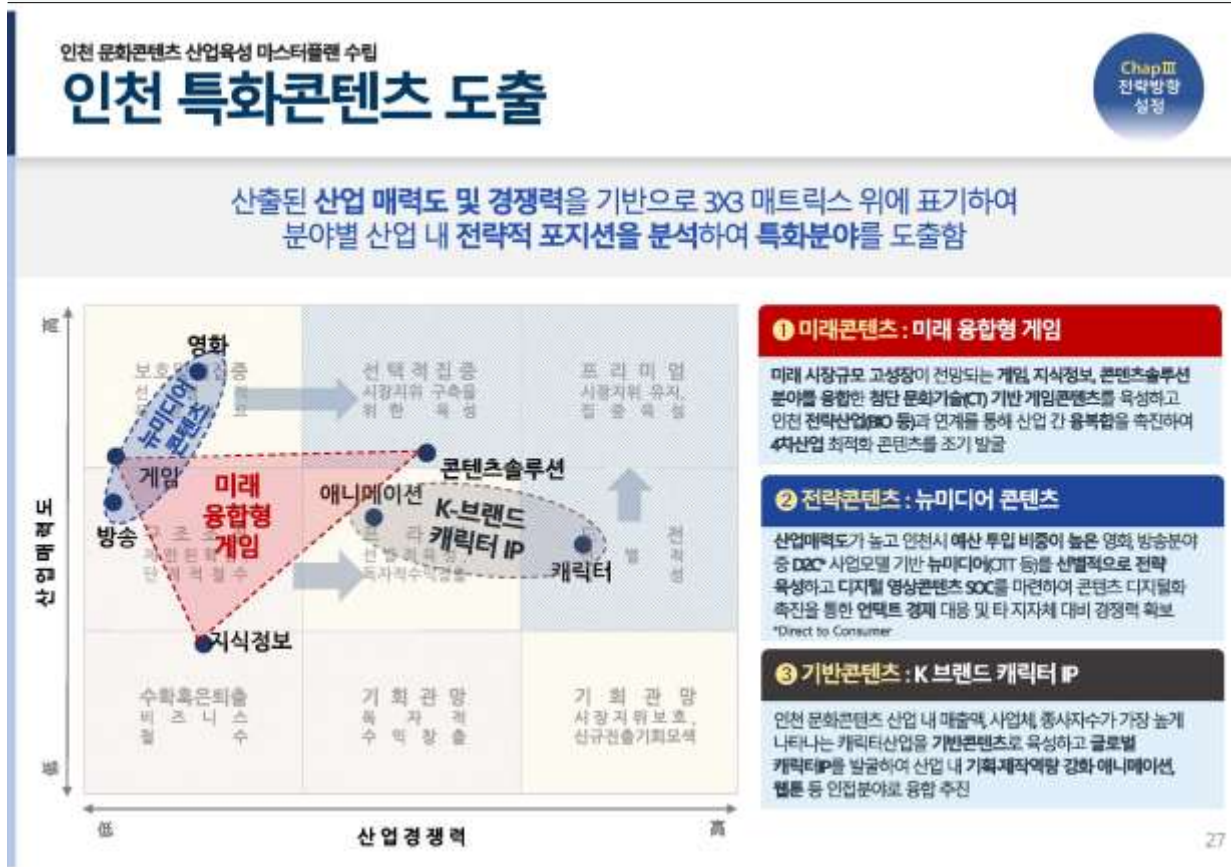 인천 문화콘텐츠 산업육성 마스터플랜 수립
인천 특화콘텐츠 도출
ChapⅢ
전략방향
설정
산출된 산업 매력도 및 경쟁력을 기반으로 3X3 매트릭스 위에 표기하여
분야별 산업 내 전략적 포지션을 분석하여 특화분야를 도출함
高
산업매력도
低
영화
뉴미디어
콘텐츠
게임
방송
미래
융합형
게임
지식정보
콘텐츠솔루션
애니메이션
K-브랜드
캐릭터 IP
캐릭터
선택적집중
시장지위 구축을
위한 육성
프리미엄
시장지위 유지,
집중육성
수확혹은퇴출
비즈니스
철수
기회관망
독자적
수익창출
기회관망
시장지위보호,
신규진출기회모색
低
산업경쟁력
高
❶ 미래콘텐츠 : 미래 융합형 게임
미래 시장규모 고성장이 전망되는 게임, 지식정보, 콘텐츠솔루션
분야를 융합한 첨단 문화기술(CT) 기반 게임콘텐츠를 육성하고
인천 전략산업(BIO 등)과 연계를 통해 산업 간 융복합을 촉진하여
4차산업 최적화 콘텐츠를 조기 발굴
❷ 전략콘텐츠 : 뉴미디어 콘텐츠
산업매력도가 높고 인천시 예산 투입 비중이 높은 영화, 방송분야
중 D2C* 사업모델 기반 뉴미디어(OTT 등)를 선별적으로 전략
육성하고 디지털 영상콘텐츠 SOC를 마련하여 콘텐츠 디지털화
촉진을 통한 언택트 경제 대응 및 타 지자체 대비 경쟁력 확보
*Direct to Consumer
❸ 기반콘텐츠 : K 브랜드 캐릭터 IP
인천 문화콘텐츠 산업 내 매출액, 사업체, 종사자수가 가장 높게
나타나는 캐릭터산업을 기반콘텐츠로 육성하고 글로벌
캐릭터IP를 발굴하여 산업 내 기획·제작역량 강화 애니메이션,
웹툰 등 인접분야로 융합 추진
27